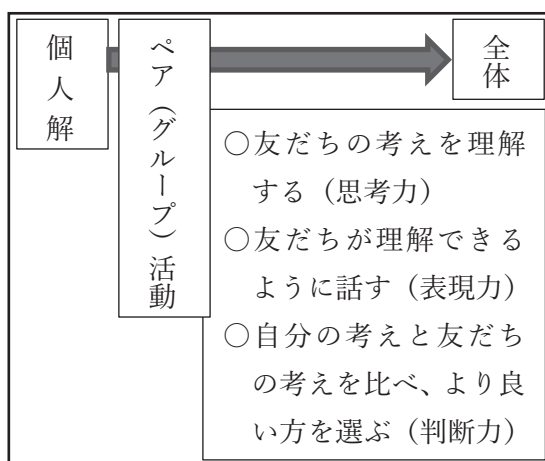 個人解
ペア（グループ）活動
全体
○友だちの考えを理解
する（思考力）
○友だちが理解できる
ように話す（表現力）
○自分の考えと友だち
の考えを比べ、より良
い方を選ぶ（判断力）